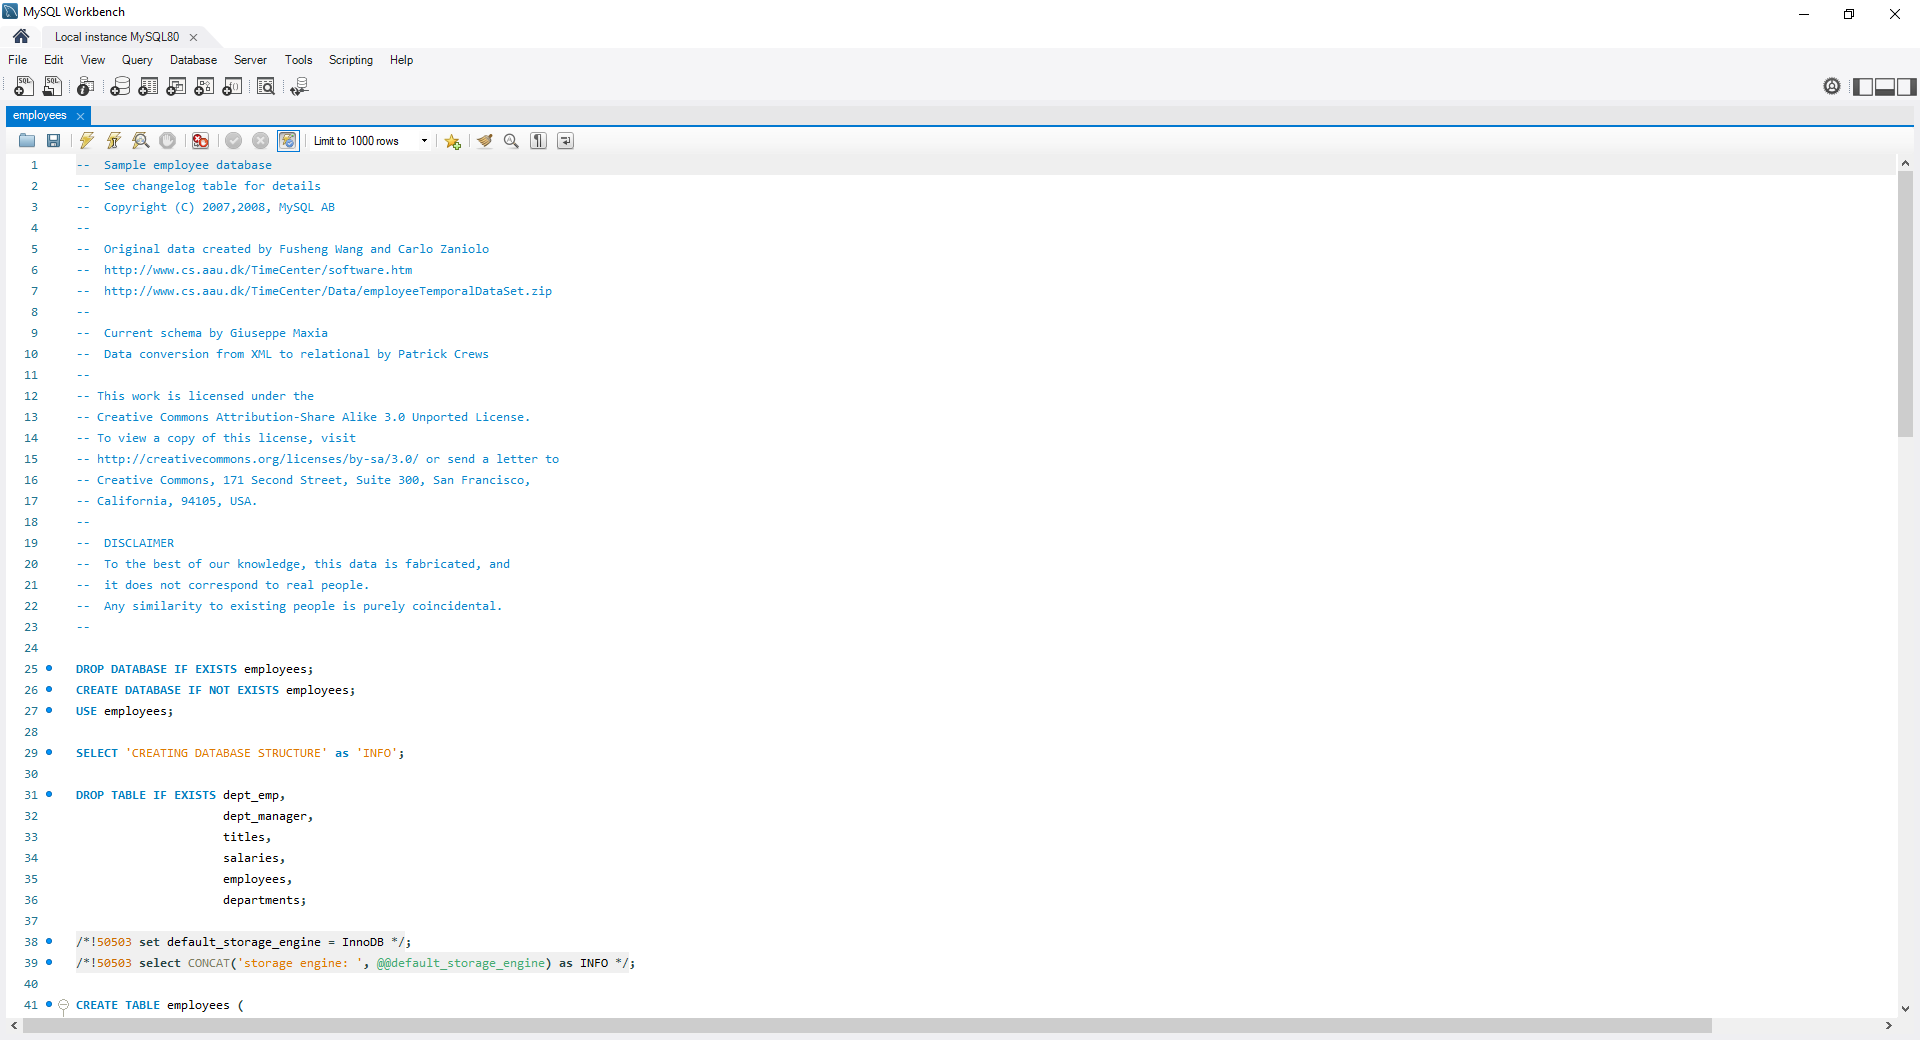 MySQL Workbench
Local instance MySQL80
File Edit View Query Database Server Tools Scripting Help
employees
Limit to 1000 rows
1 --  Sample employee database
2 --  See changelog table for details
3 --  Copyright (C) 2007,2008, MySQL AB
4 --
5 --  Original data created by Fusheng Wang and Carlo Zaniolo
6 --  http://www.cs.aau.dk/TimeCenter/software.htm
7 --  http://www.cs.aau.dk/TimeCenter/Data/employeeTemporalDataSet.zip
8 --
9 --  Current schema by Giuseppe Maxia
10 --  Data conversion from XML to relational by Patrick Crews
11 --
12 -- This work is licensed under the
13 -- Creative Commons Attribution-Share Alike 3.0 Unported License.
14 -- To view a copy of this license, visit
15 -- http://creativecommons.org/licenses/by-sa/3.0/ or send a letter to
16 -- Creative Commons, 171 Second Street, Suite 300, San Francisco,
17 -- California, 94105, USA.
18 --
19 --  DISCLAIMER
20 --  To the best of our knowledge, this data is fabricated, and
21 --  it does not correspond to real people.
22 --  Any similarity to existing people is purely coincidental.
23 --
24
25 DROP DATABASE IF EXISTS employees;
26 CREATE DATABASE IF NOT EXISTS employees;
27 USE employees;
28
29 SELECT 'CREATING DATABASE STRUCTURE' as 'INFO';
30
31 DROP TABLE IF EXISTS dept_emp,
32 dept_manager,
33 titles,
34 salaries,
35 employees,
36 departments;
37
38 /*!50503 set default_storage_engine = InnoDB */;
39 /*!50503 select CONCAT('storage engine: ', @@default_storage_engine) as INFO */;
40
41 CREATE TABLE employees (